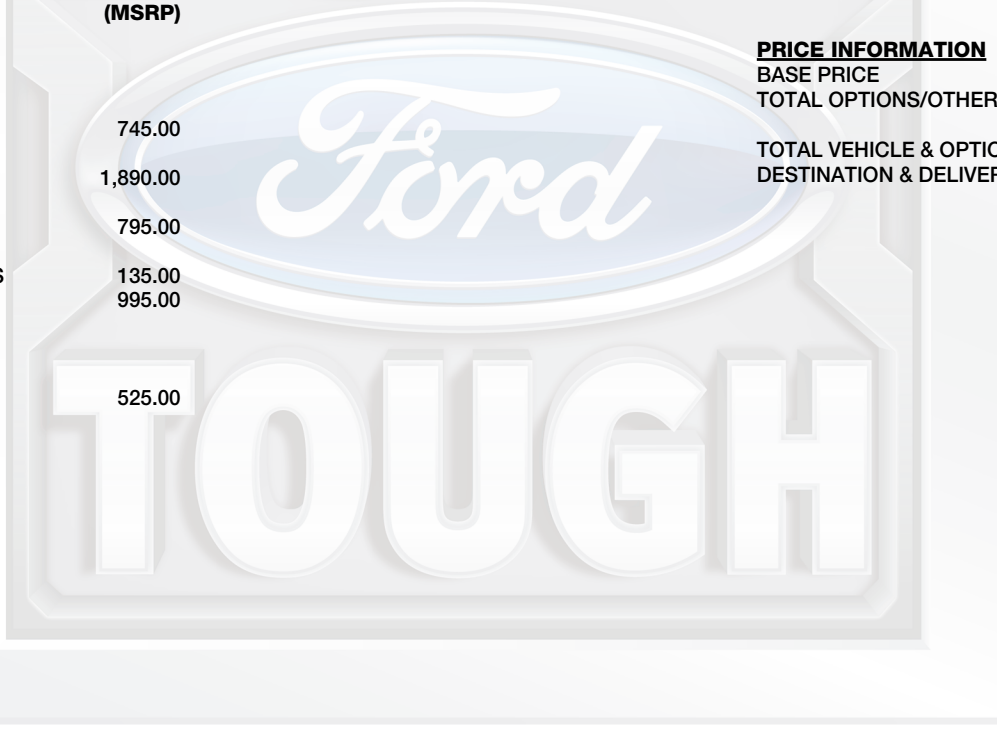 (MSRP)
745.00
1,890.00
795.00
S 135.00
995.00
525.00
PRICE INFORMATION
BASE PRICE
TOTAL OPTIONS/OTHER
TOTAL VEHICLE & OPTIO
DESTINATION & DELIVER
Ford
TOUGH